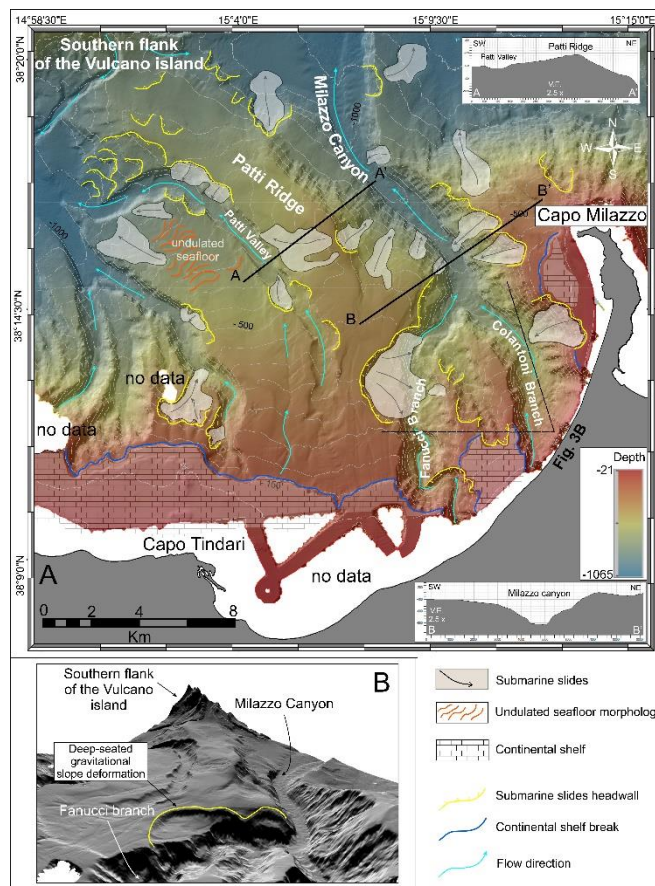 14°58'30"E
15°4'0"E
15°9'30"E
15°15'0"E
38°20'0"N
38°14'30"N
38°9'0"N
Southern flank
of the Vulcano island
SW
Patti Ridge
NE
Patti Valley
V.E.
2.5 x
A
A'
Milazzo Canyon
-1000
N
W
E
S
Patti Ridge
A'
B'
-500
Capo Milazzo
Patti Valley
undulated
seafloor
-1000
A
B
-500
Colantoni Branch
Fanucci Branch
no data
no data
Fig. 3B
Depth
-21
-1065
150
Capo Tindari
no data
A
0
2
4
8
Km
SW
Milazzo canyon
NE
V.E.
2.5 x
B
B'
Southern flank
of the Vulcano
island
B
Milazzo Canyon
Deep-seated
gravitational
slope deformation
Fanucci branch
Submarine slides
Undulated seafloor morpholog
Continental shelf
Submarine slides headwall
Continental shelf break
Flow direction